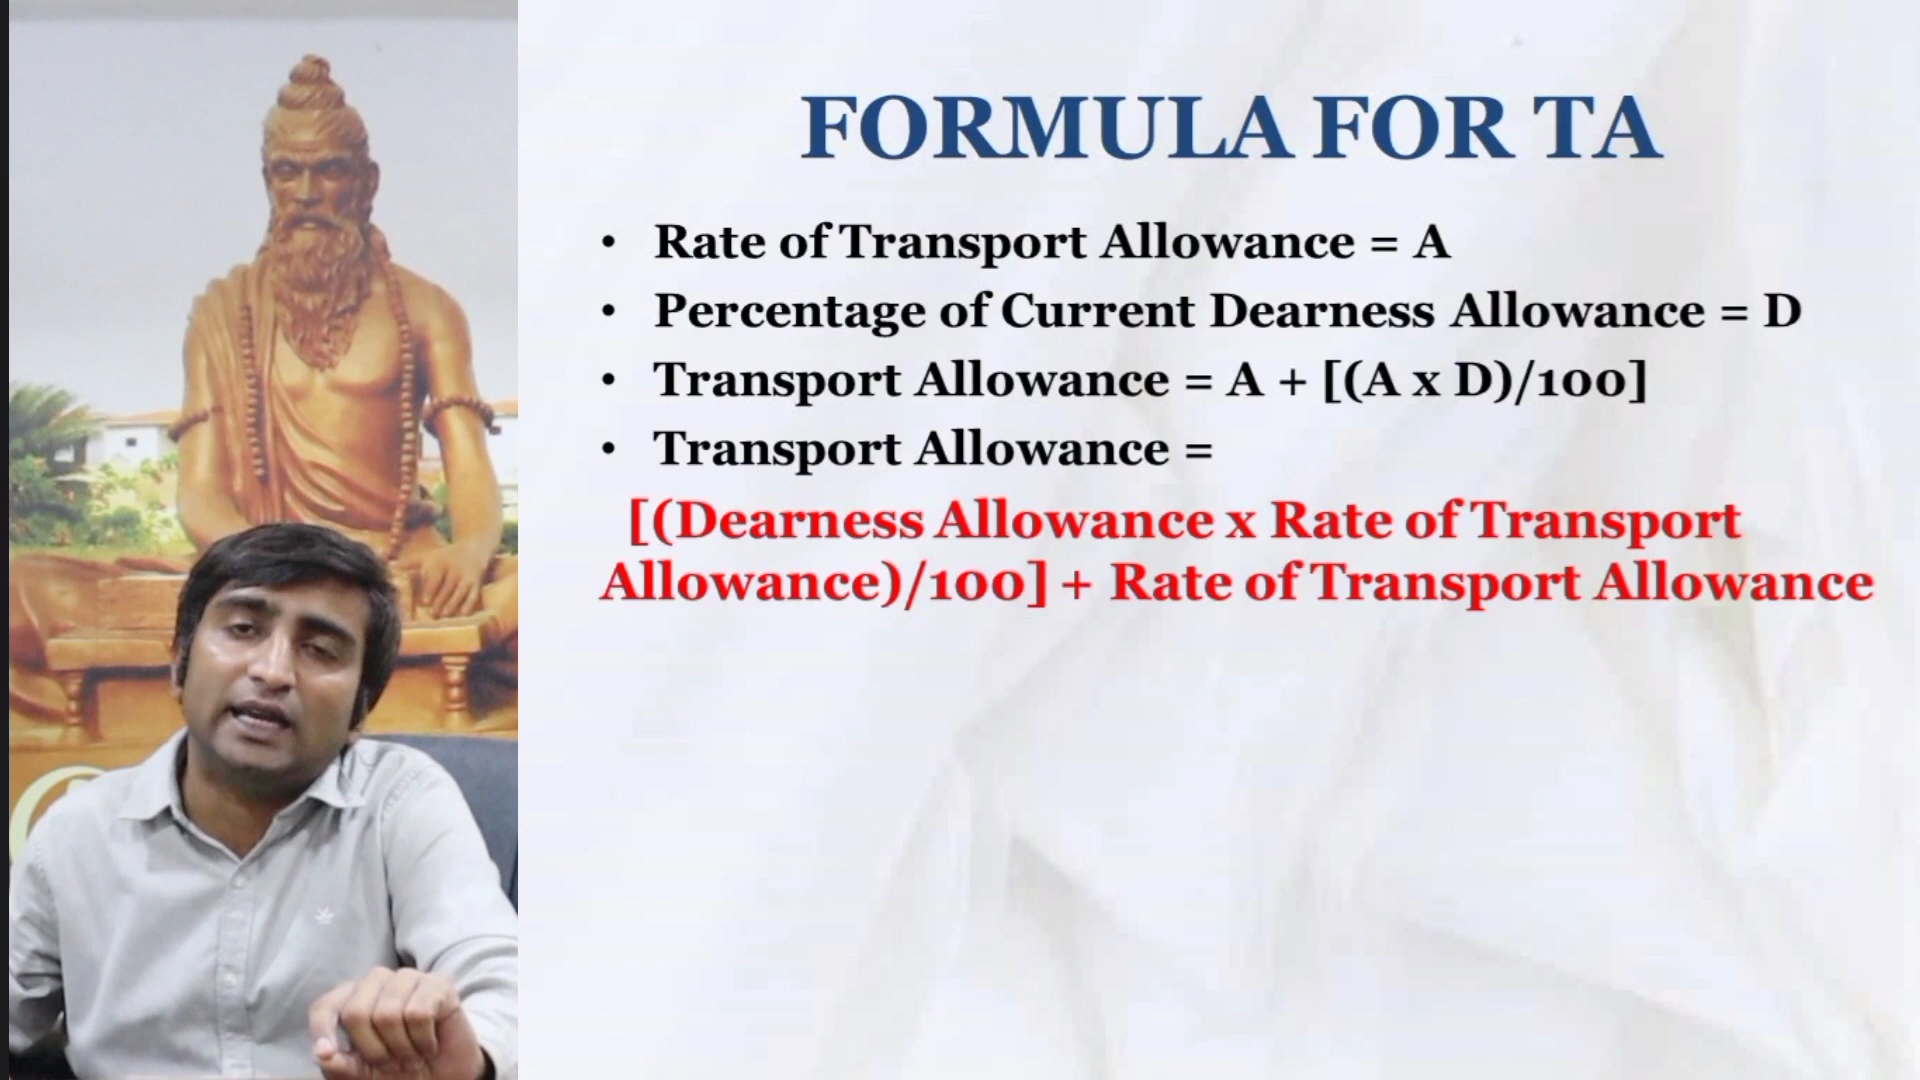 FORMULA FOR TA
• Rate of Transport Allowance = A
• Percentage of Current Dearness Allowance = D
• Transport Allowance = A + [(A x D)/100]
• Transport Allowance =
[(Dearness Allowance x Rate of Transport
Allowance)/100] + Rate of Transport Allowance